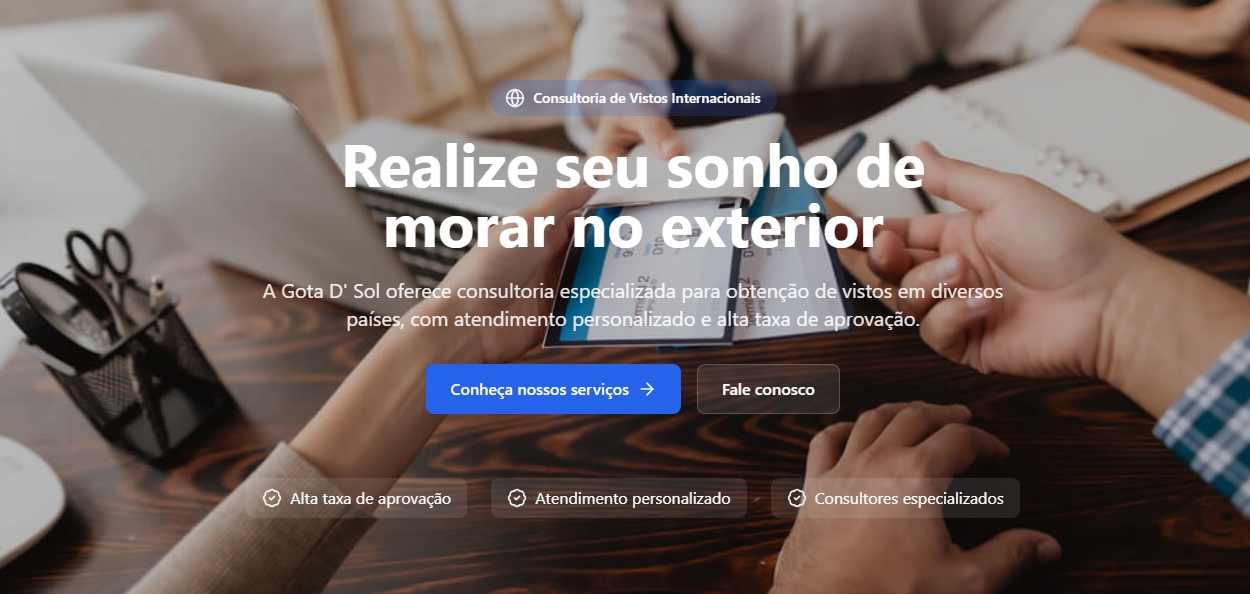 Consultoria de Vistos Internacionais
Realize seu sonho de
morar no exterior
A Gota D' Sol oferece consultoria especializada para obtenção de vistos em diversos
países, com atendimento personalizado e alta taxa de aprovação.
Conheça nossos serviços
Fale conosco
Alta taxa de aprovação
Atendimento personalizado
Consultores especializados